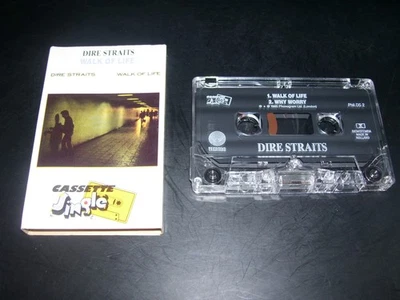 DIRE STRAITS
WALK OF LIFE
DIRE STRAITS WALK OF LIFE
CASSETTE
Single
1. WALK OF LIFE
2. WHY WORRY
DIRE STRAITS